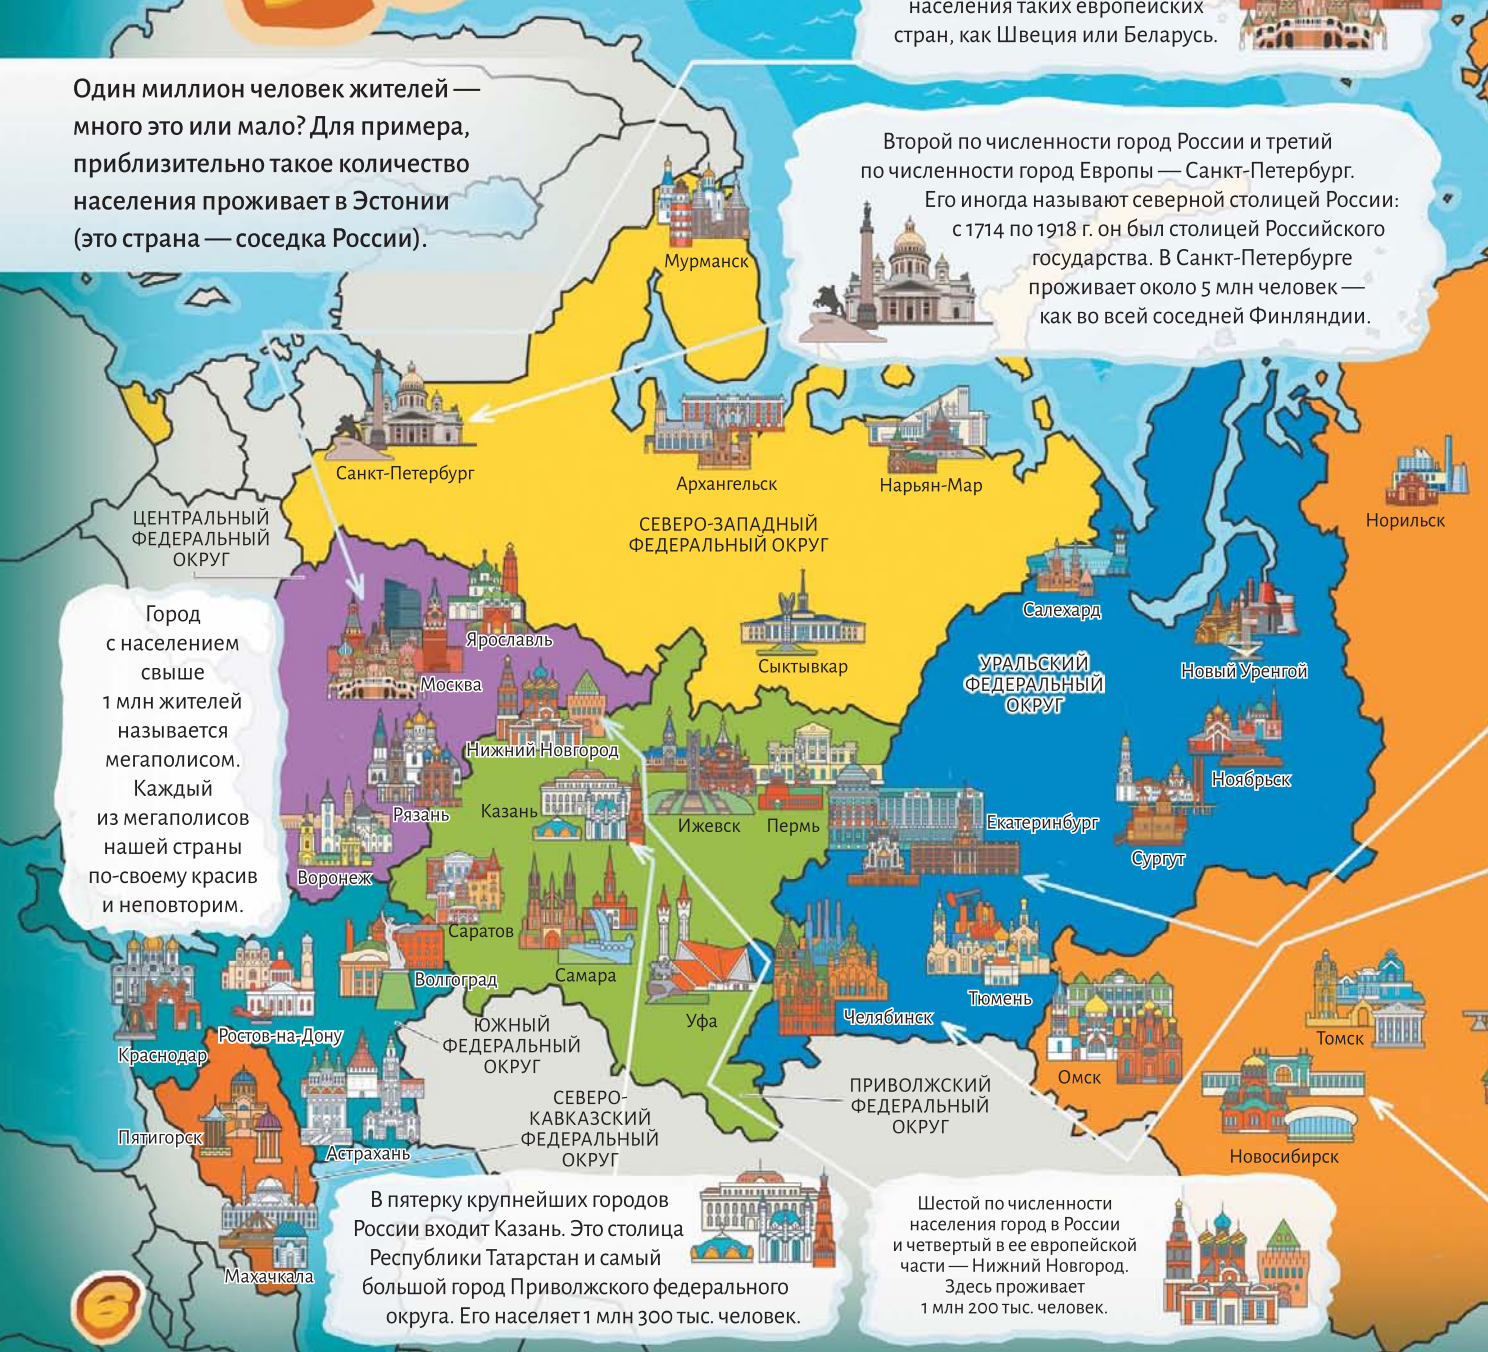 населения таких европейских
стран, как Швеция или Беларусь.
Один миллион человек жителей —
много это или мало? Для примера,
приблизительно такое количество
населения проживает в Эстонии
(это страна — соседка России).
Второй по численности город России и третий
по численности город Европы — Санкт-Петербург.
Его иногда называют северной столицей России:
с 1714 по 1918 г. он был столицей Российского
государства. В Санкт-Петербурге
проживает около 5 млн человек —
как во всей соседней Финляндии.
Мурманск
Санкт-Петербург
Архангельск
Нарьян-Мар
Норильск
ЦЕНТРАЛЬНЫЙ
ФЕДЕРАЛЬНЫЙ
ОКРУГ
СЕВЕРО-ЗАПАДНЫЙ
ФЕДЕРАЛЬНЫЙ ОКРУГ
Город
с населением
свыше
1 млн жителей
называется
мегаполисом.
Каждый
из мегаполисов
нашей страны
по-своему красив
и неповторим.
Салехард
Ярославль
Москва
Сыктывкар
УРАЛЬСКИЙ
ФЕДЕРАЛЬНЫЙ
ОКРУГ
Новый Уренгой
Нижний Новгород
Ноябрьск
Рязань
Казань
Ижевск
Пермь
Екатеринбург
Сургут
Воронеж
Саратов
Самара
Волгоград
Уфа
Челябинск
Тюмень
Краснодар
Ростов-на-Дону
ЮЖНЫЙ
ФЕДЕРАЛЬНЫЙ
ОКРУГ
Омск
Томск
Новосибирск
ПРИВОЛЖСКИЙ
ФЕДЕРАЛЬНЫЙ
ОКРУГ
СЕВЕРО-
КАВКАЗСКИЙ
ФЕДЕРАЛЬНЫЙ
ОКРУГ
Пятигорск
Астрахань
Махачкала
В пятерку крупнейших городов
России входит Казань. Это столица
Республики Татарстан и самый
большой город Приволжского федерального
округа. Его населяет 1 млн 300 тыс. человек.
Шестой по численности
населения город в России
и четвертый в ее европейской
части — Нижний Новгород.
Здесь проживает
1 млн 200 тыс. человек.
6